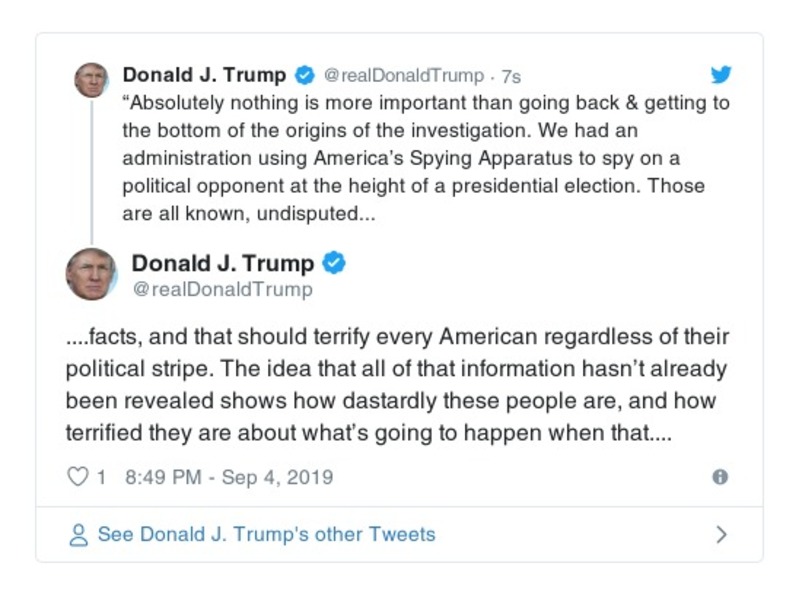 Donald J. Trump @realDonaldTrump · 7s
“Absolutely nothing is more important than going back & getting to
the bottom of the origins of the investigation. We had an
administration using America’s Spying Apparatus to spy on a
political opponent at the height of a presidential election. Those
are all known, undisputed...
Donald J. Trump
@realDonaldTrump
....facts, and that should terrify every American regardless of their
political stripe. The idea that all of that information hasn’t already
been revealed shows how dastardly these people are, and how
terrified they are about what’s going to happen when that....
1 8:49 PM - Sep 4, 2019
See Donald J. Trump's other Tweets